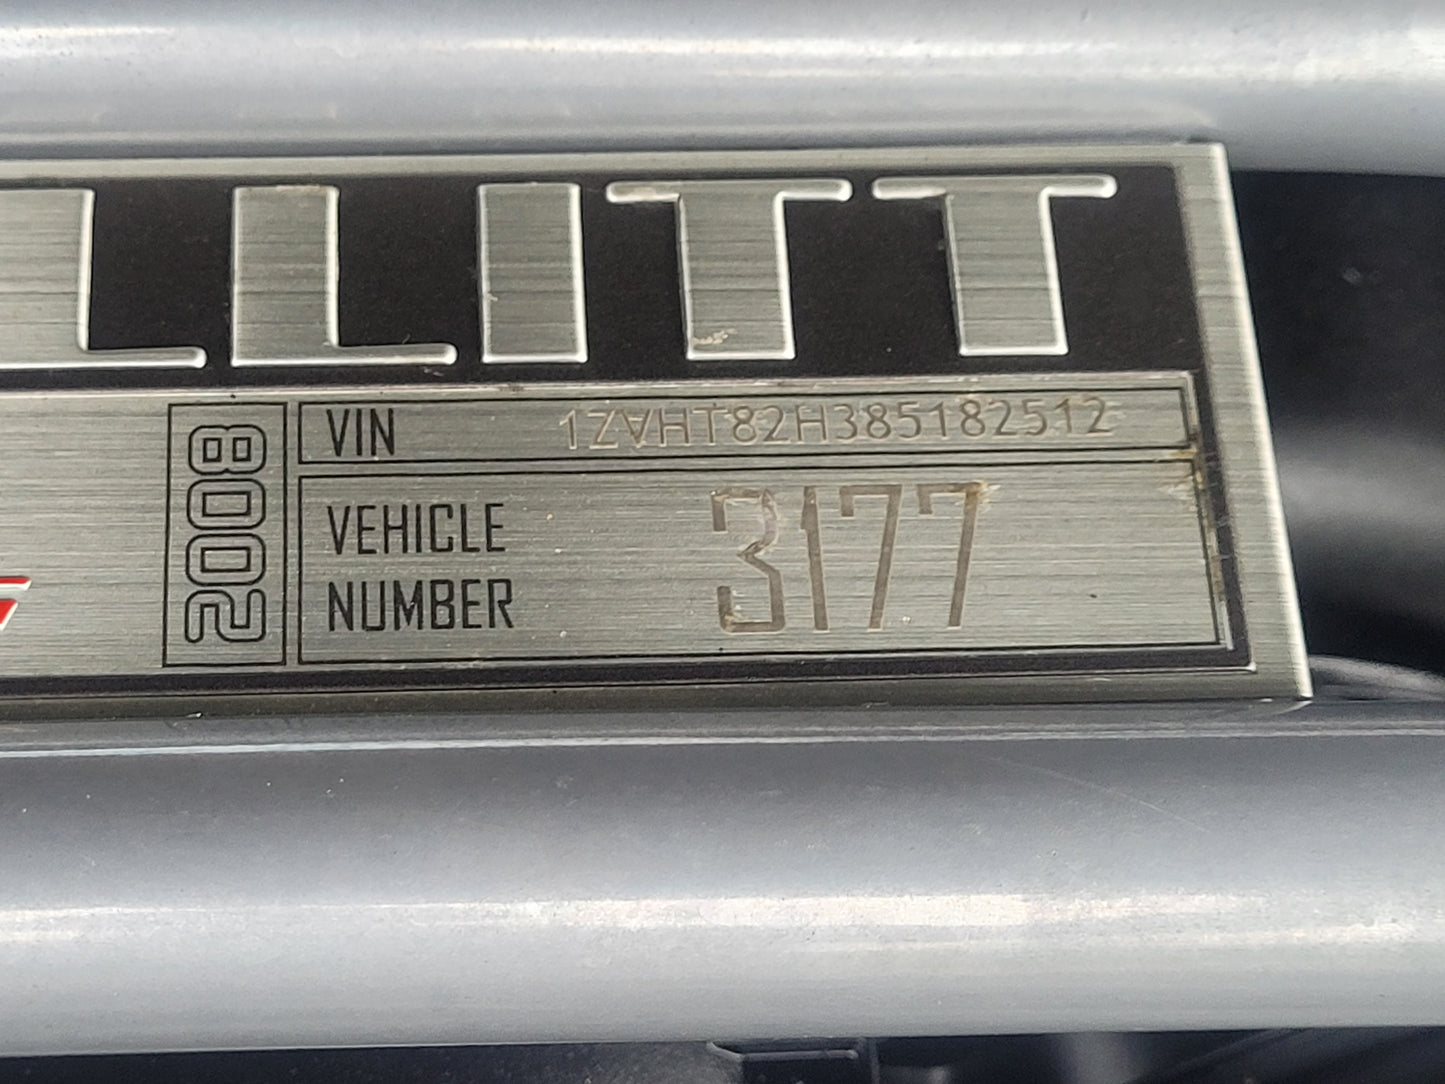 LLITT
2008
VIN 1ZVHT82H385182512
VEHICLE
NUMBER 3177